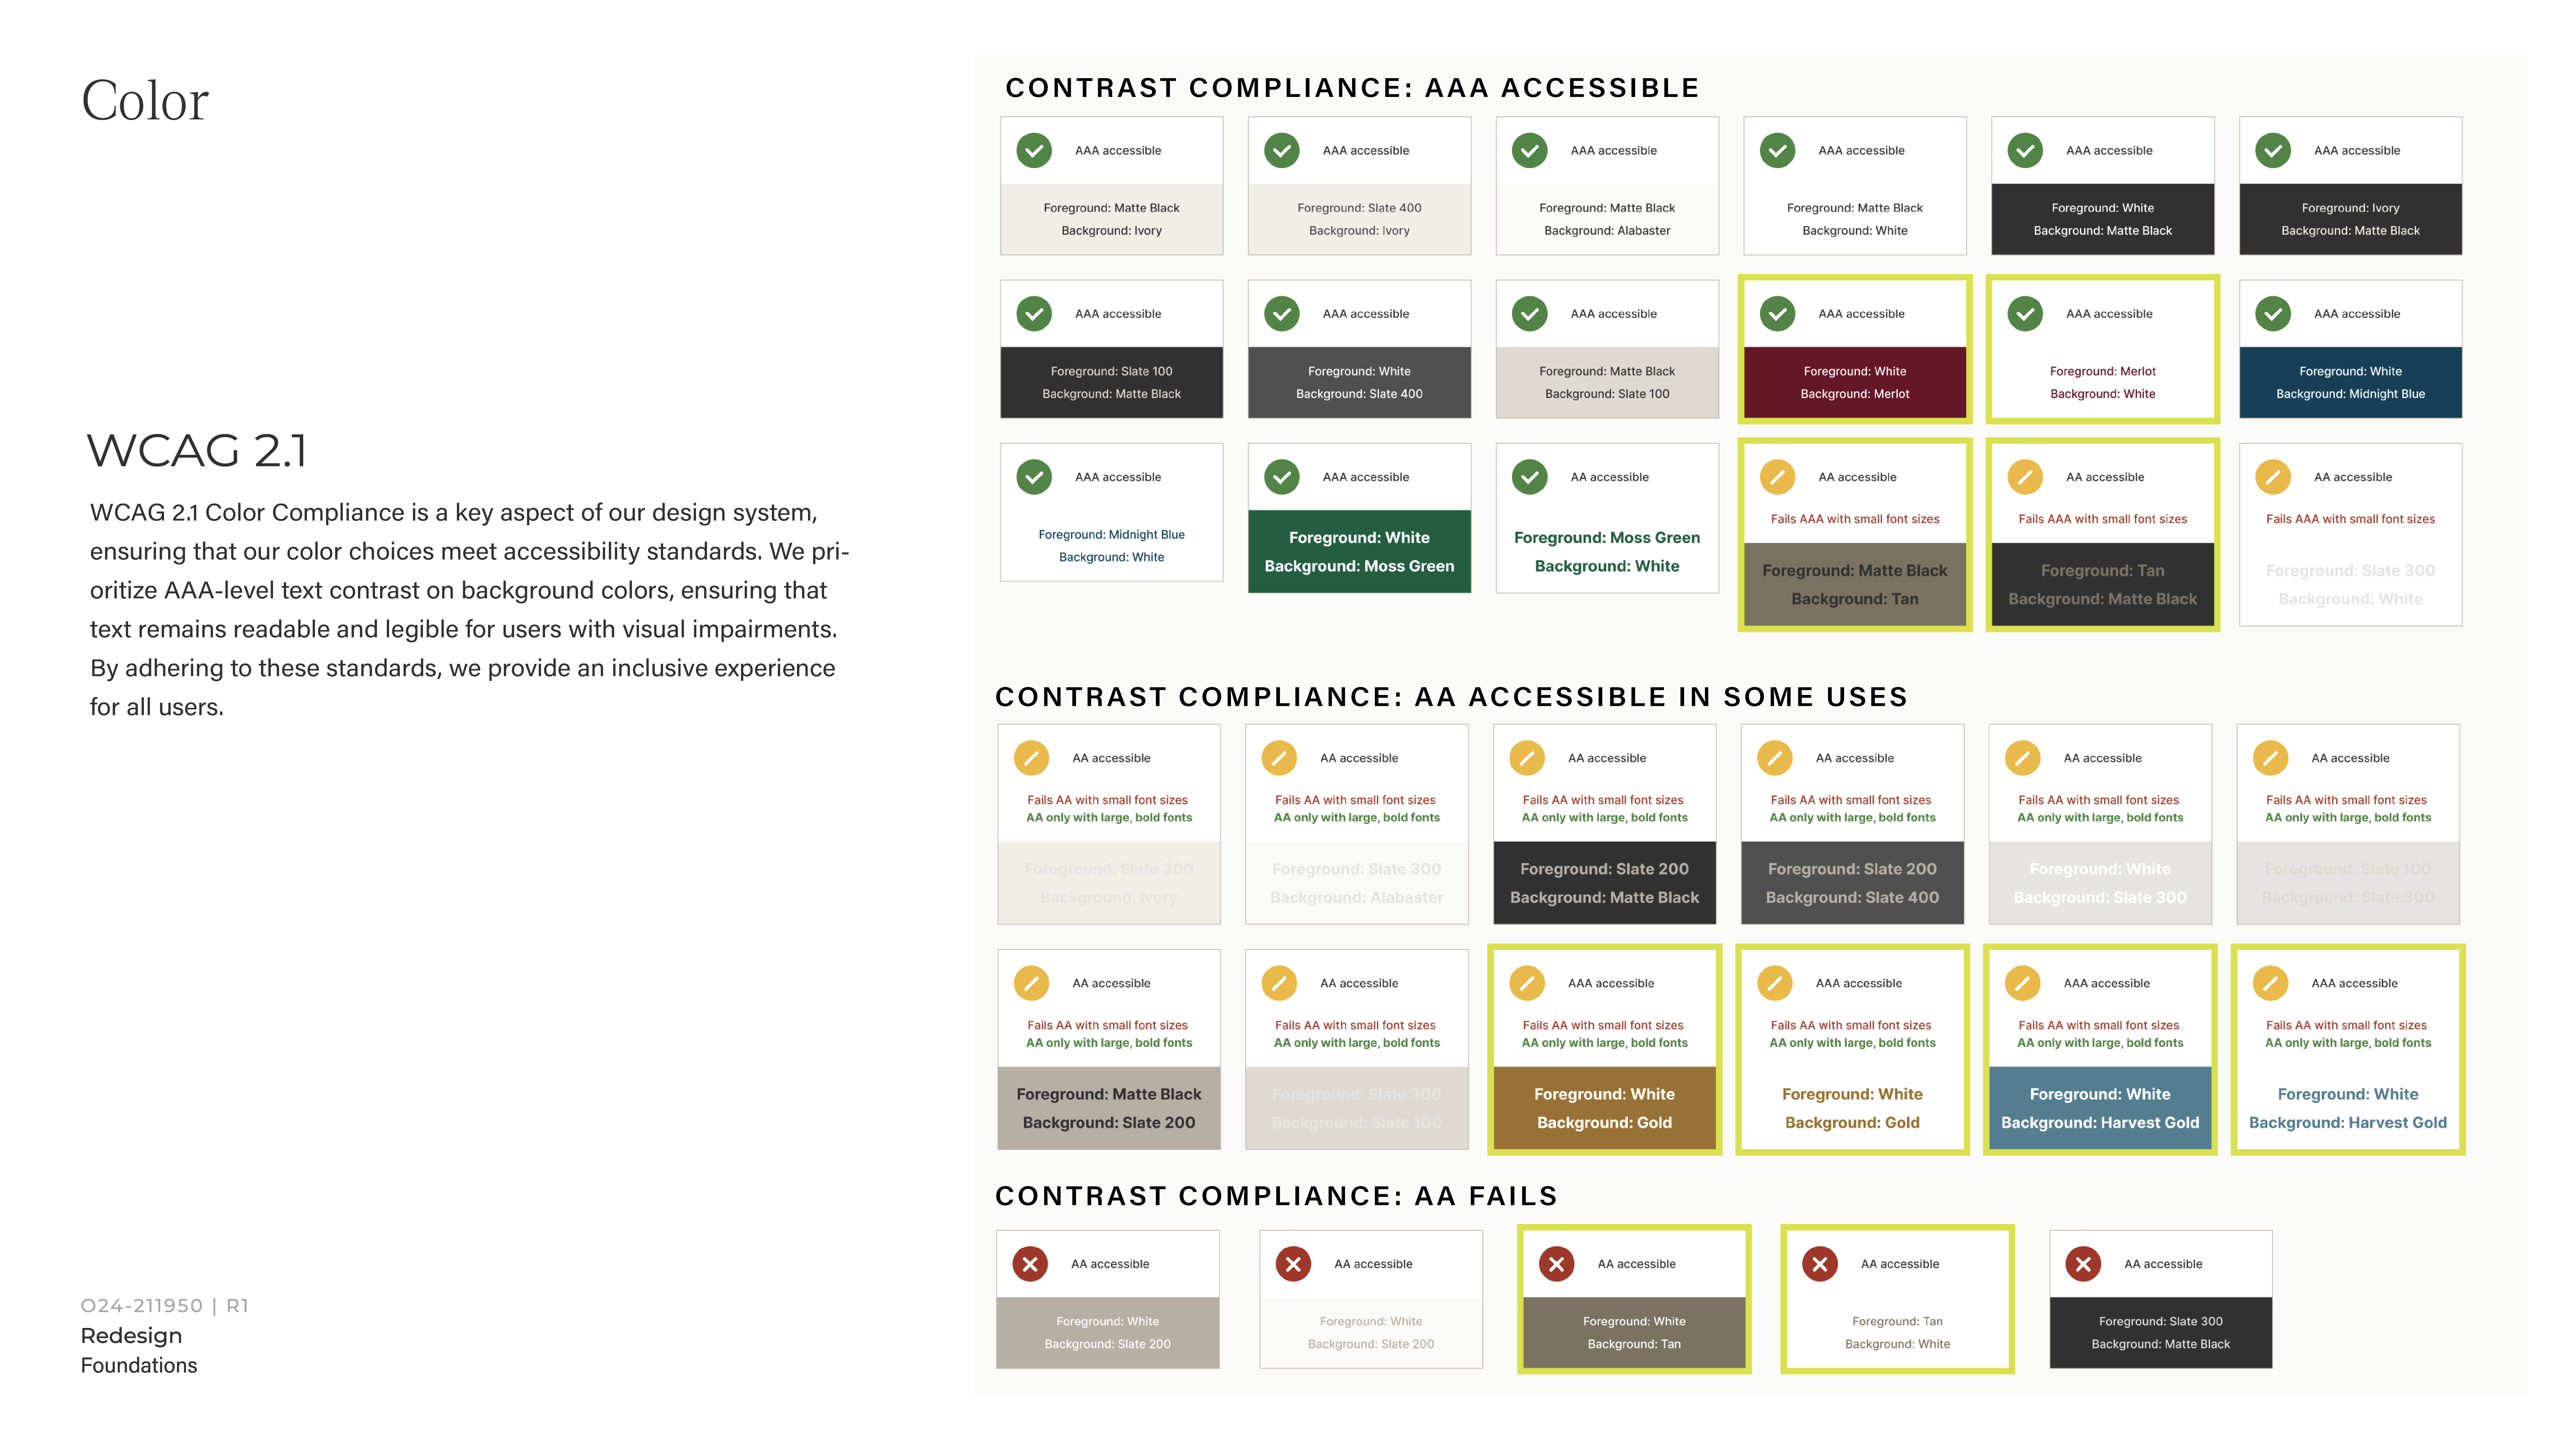 Color
WCAG 2.1
WCAG 2.1 Color Compliance is a key aspect of our design system,
ensuring that our color choices meet accessibility standards. We pri-
oritize AAA-level text contrast on background colors, ensuring that
text remains readable and legible for users with visual impairments.
By adhering to these standards, we provide an inclusive experience
for all users.
O24-211950 | R1
Redesign
Foundations
CONTRAST COMPLIANCE: AAA ACCESSIBLE
AAA accessible
Foreground: Matte Black
Background: Ivory
AAA accessible
Foreground: Slate 400
Background: Ivory
AAA accessible
Foreground: Matte Black
Background: Alabaster
AAA accessible
Foreground: Matte Black
Background: White
AAA accessible
Foreground: White
Background: Matte Black
AAA accessible
Foreground: Ivory
Background: Matte Black
AAA accessible
Foreground: Slate 100
Background: Matte Black
AAA accessible
Foreground: White
Background: Slate 400
AAA accessible
Foreground: Matte Black
Background: Slate 100
AAA accessible
Foreground: White
Background: Merlot
AAA accessible
Foreground: Merlot
Background: White
AAA accessible
Foreground: White
Background: Midnight Blue
AAA accessible
Foreground: Midnight Blue
Background: White
AAA accessible
Foreground: White
Background: Moss Green
AA accessible
Foreground: Moss Green
Background: White
AA accessible
Fails AAA with small font sizes
Foreground: Matte Black
Background: Tan
AA accessible
Fails AAA with small font sizes
Foreground: Tan
Background: Matte Black
AA accessible
Fails AAA with small font sizes
Foreground: Slate 300
Background: White
CONTRAST COMPLIANCE: AA ACCESSIBLE IN SOME USES
AA accessible
Fails AA with small font sizes
AA only with large, bold fonts
Foreground: Slate 300
Background: Ivory
AA accessible
Fails AA with small font sizes
AA only with large, bold fonts
Foreground: Slate 300
Background: Alabaster
AA accessible
Fails AA with small font sizes
AA only with large, bold fonts
Foreground: Slate 200
Background: Matte Black
AA accessible
Fails AA with small font sizes
AA only with large, bold fonts
Foreground: Slate 200
Background: Slate 400
AA accessible
Fails AA with small font sizes
AA only with large, bold fonts
Foreground: White
Background: Slate 300
AA accessible
Fails AA with small font sizes
AA only with large, bold fonts
Foreground: Slate 100
Background: Slate 300
AA accessible
Fails AA with small font sizes
AA only with large, bold fonts
Foreground: Matte Black
Background: Slate 200
AA accessible
Fails AA with small font sizes
AA only with large, bold fonts
Foreground: Slate 300
Background: Slate 100
AAA accessible
Fails AA with small font sizes
AA only with large, bold fonts
Foreground: White
Background: Gold
AAA accessible
Fails AA with small font sizes
AA only with large, bold fonts
Foreground: White
Background: Gold
AAA accessible
Fails AA with small font sizes
AA only with large, bold fonts
Foreground: White
Background: Harvest Gold
AAA accessible
Fails AA with small font sizes
AA only with large, bold fonts
Foreground: White
Background: Harvest Gold
CONTRAST COMPLIANCE: AA FAILS
AA accessible
Foreground: White
Background: Slate 200
AA accessible
Foreground: White
Background: Slate 200
AA accessible
Foreground: White
Background: Tan
AA accessible
Foreground: Tan
Background: White
AA accessible
Foreground: Slate 300
Background: Matte Black